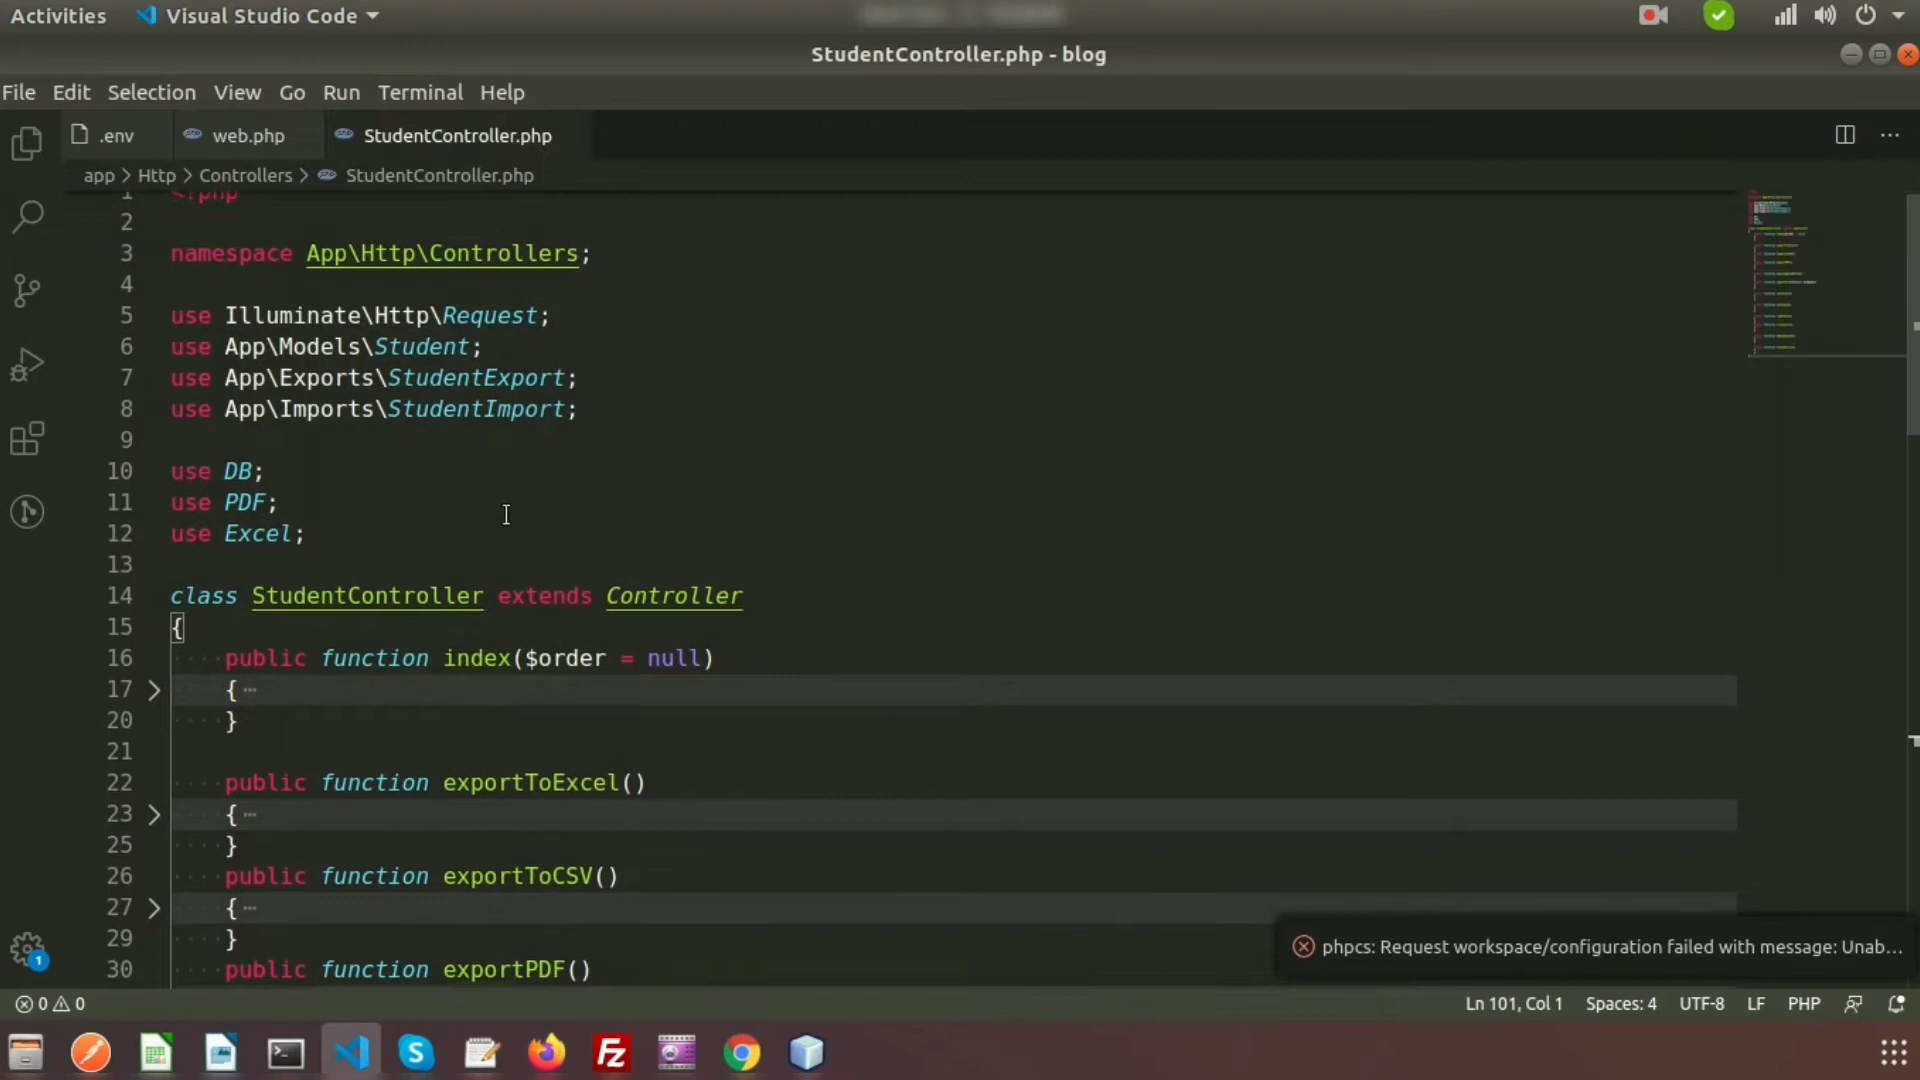 Activities Visual Studio Code
StudentController.php - blog
File Edit Selection View Go Run Terminal Help
.env web.php StudentController.php ···
app > Http > Controllers > StudentController.php
1 <?php
2
3 namespace App\Http\Controllers;
4
5 use Illuminate\Http\Request;
6 use App\Models\Student;
7 use App\Exports\StudentExport;
8 use App\Imports\StudentImport;
9
10 use DB;
11 use PDF;
12 use Excel;
13
14 class StudentController extends Controller
15 {
16 public function index($order = null)
17 { ···
20 }
21
22 public function exportToExcel()
23 { ···
25 }
26 public function exportToCSV()
27 { ···
29 }
30 public function exportPDF()
phpcs: Request workspace/configuration failed with message: Unab...
1
0 0 Ln 101, Col 1 Spaces: 4 UTF-8 LF PHP
S Fz